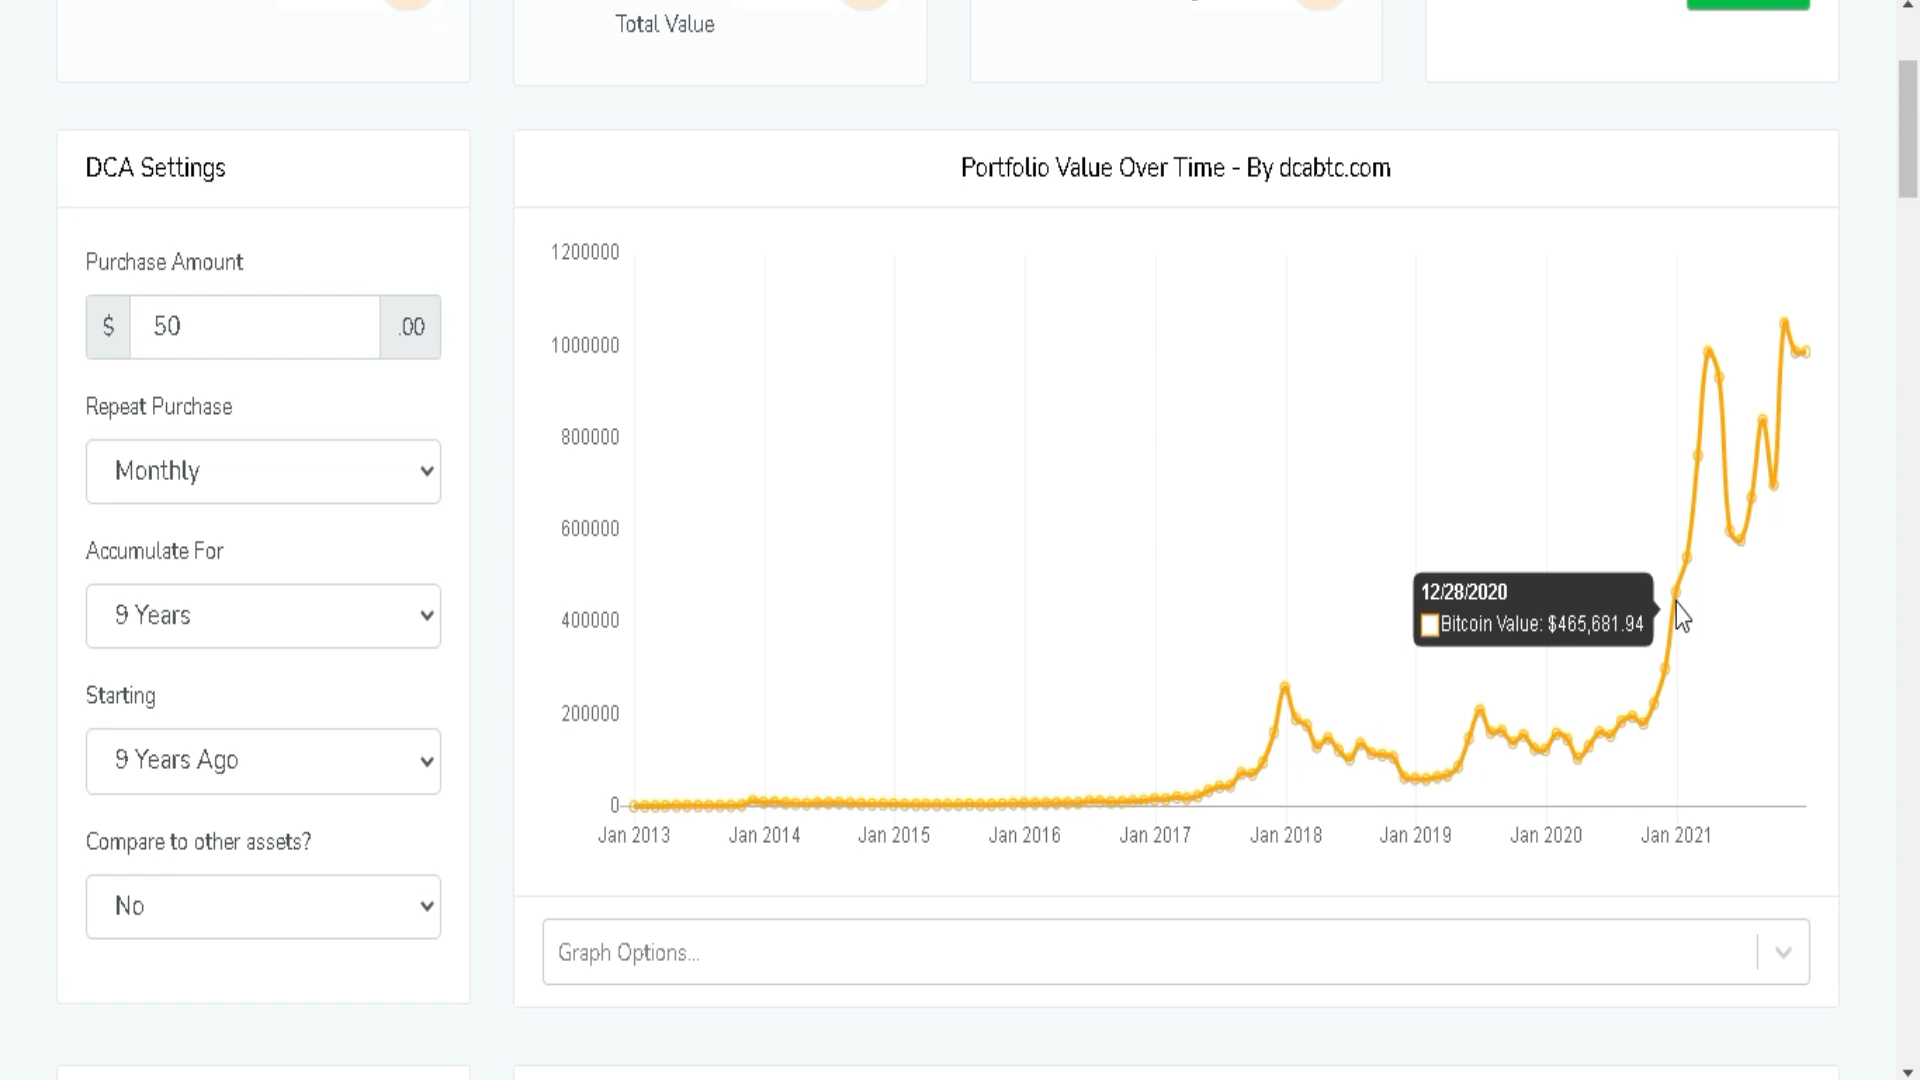 Total Value
DCA Settings
Purchase Amount
$ 50 .00
Repeat Purchase
Monthly
Accumulate For
9 Years
Starting
9 Years Ago
Compare to other assets?
No
Portfolio Value Over Time - By dcabtc.com
1200000
1000000
800000
600000
400000
200000
0
12/28/2020
Bitcoin Value: $465,681.94
Jan 2013 Jan 2014 Jan 2015 Jan 2016 Jan 2017 Jan 2018 Jan 2019 Jan 2020 Jan 2021
Graph Options...